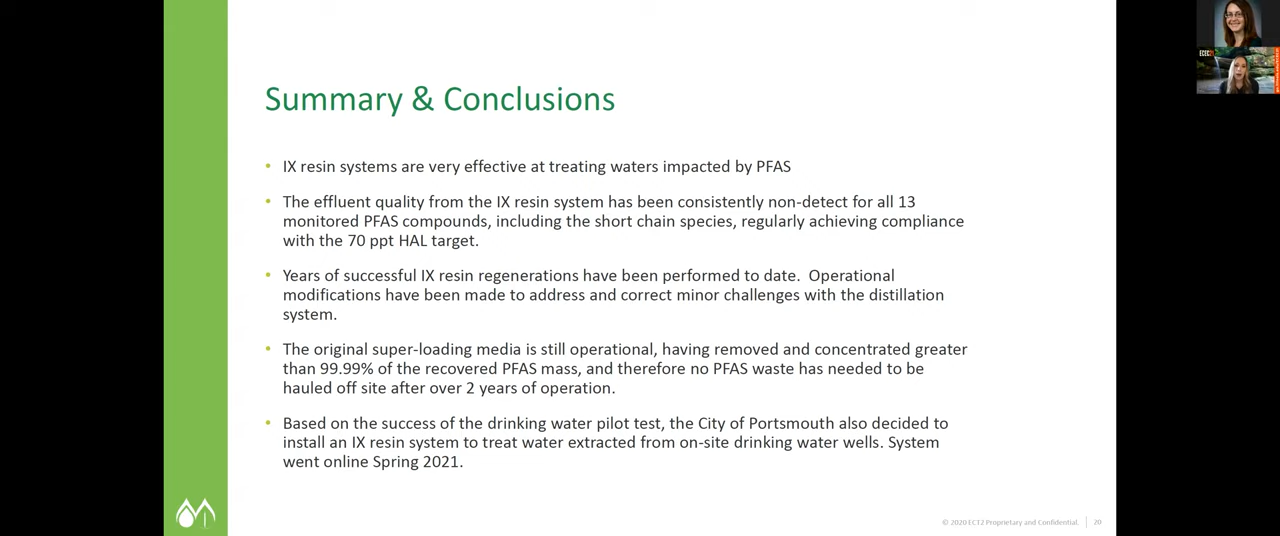 Summary & Conclusions
• IX resin systems are very effective at treating waters impacted by PFAS
• The effluent quality from the IX resin system has been consistently non-detect for all 13
monitored PFAS compounds, including the short chain species, regularly achieving compliance
with the 70 ppt HAL target.
• Years of successful IX resin regenerations have been performed to date. Operational
modifications have been made to address and correct minor challenges with the distillation
system.
• The original super-loading media is still operational, having removed and concentrated greater
than 99.99% of the recovered PFAS mass, and therefore no PFAS waste has needed to be
hauled off site after over 2 years of operation.
• Based on the success of the drinking water pilot test, the City of Portsmouth also decided to
install an IX resin system to treat water extracted from on-site drinking water wells. System
went online Spring 2021.
© 2020 ECT2 Proprietary and Confidential. 20